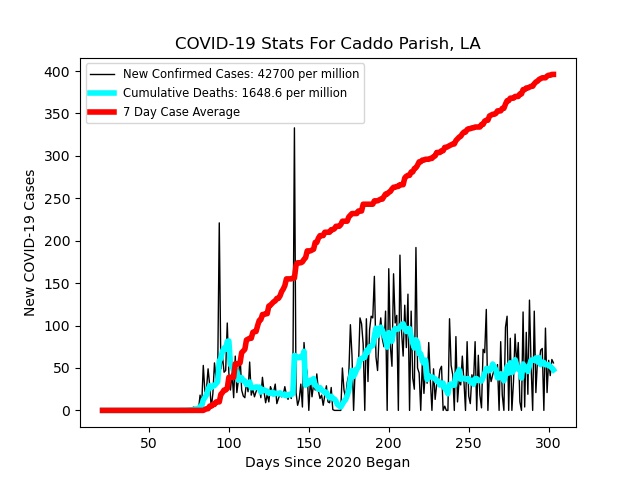 COVID-19 Stats For Caddo Parish, LA
New Confirmed Cases: 42700 per million
Cumulative Deaths: 1648.6 per million
7 Day Case Average
New COVID-19 Cases
400
350
300
250
200
150
100
50
0
50 100 150 200 250 300
Days Since 2020 Began